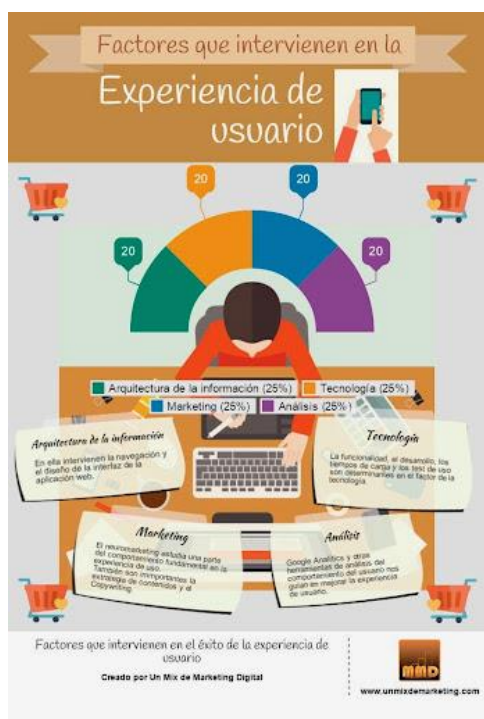 Factores que intervienen en la
Experiencia de
usuario
20
20
20
20
Arquitectura de la información (25%)
Tecnología (25%)
Marketing (25%)
Análisis (25%)
Arquitectura de la información
En ella intervienen la navegación y
el diseño de la interfaz de la
aplicación web.
Tecnología
La funcionalidad, el desarrollo, los
tiempos de carga y los test de uso
son determinantes en el factor de la
tecnología.
Marketing
El neuromarketing estudia una parte
del comportamiento fundamental en la
experiencia de uso.
También son immportantes la
estrategia de contenidos y el
Copywriting.
Análisis
Google Analitics y otras
herramientas de análisis del
comportamiento del usuario nos
guían en mejorar la experiencia
de usuario.
Factores que intervienen en el éxito de la experiencia de
usuario
Creado por Un Mix de Marketing Digital
MMD
www.unmixdemarketing.com